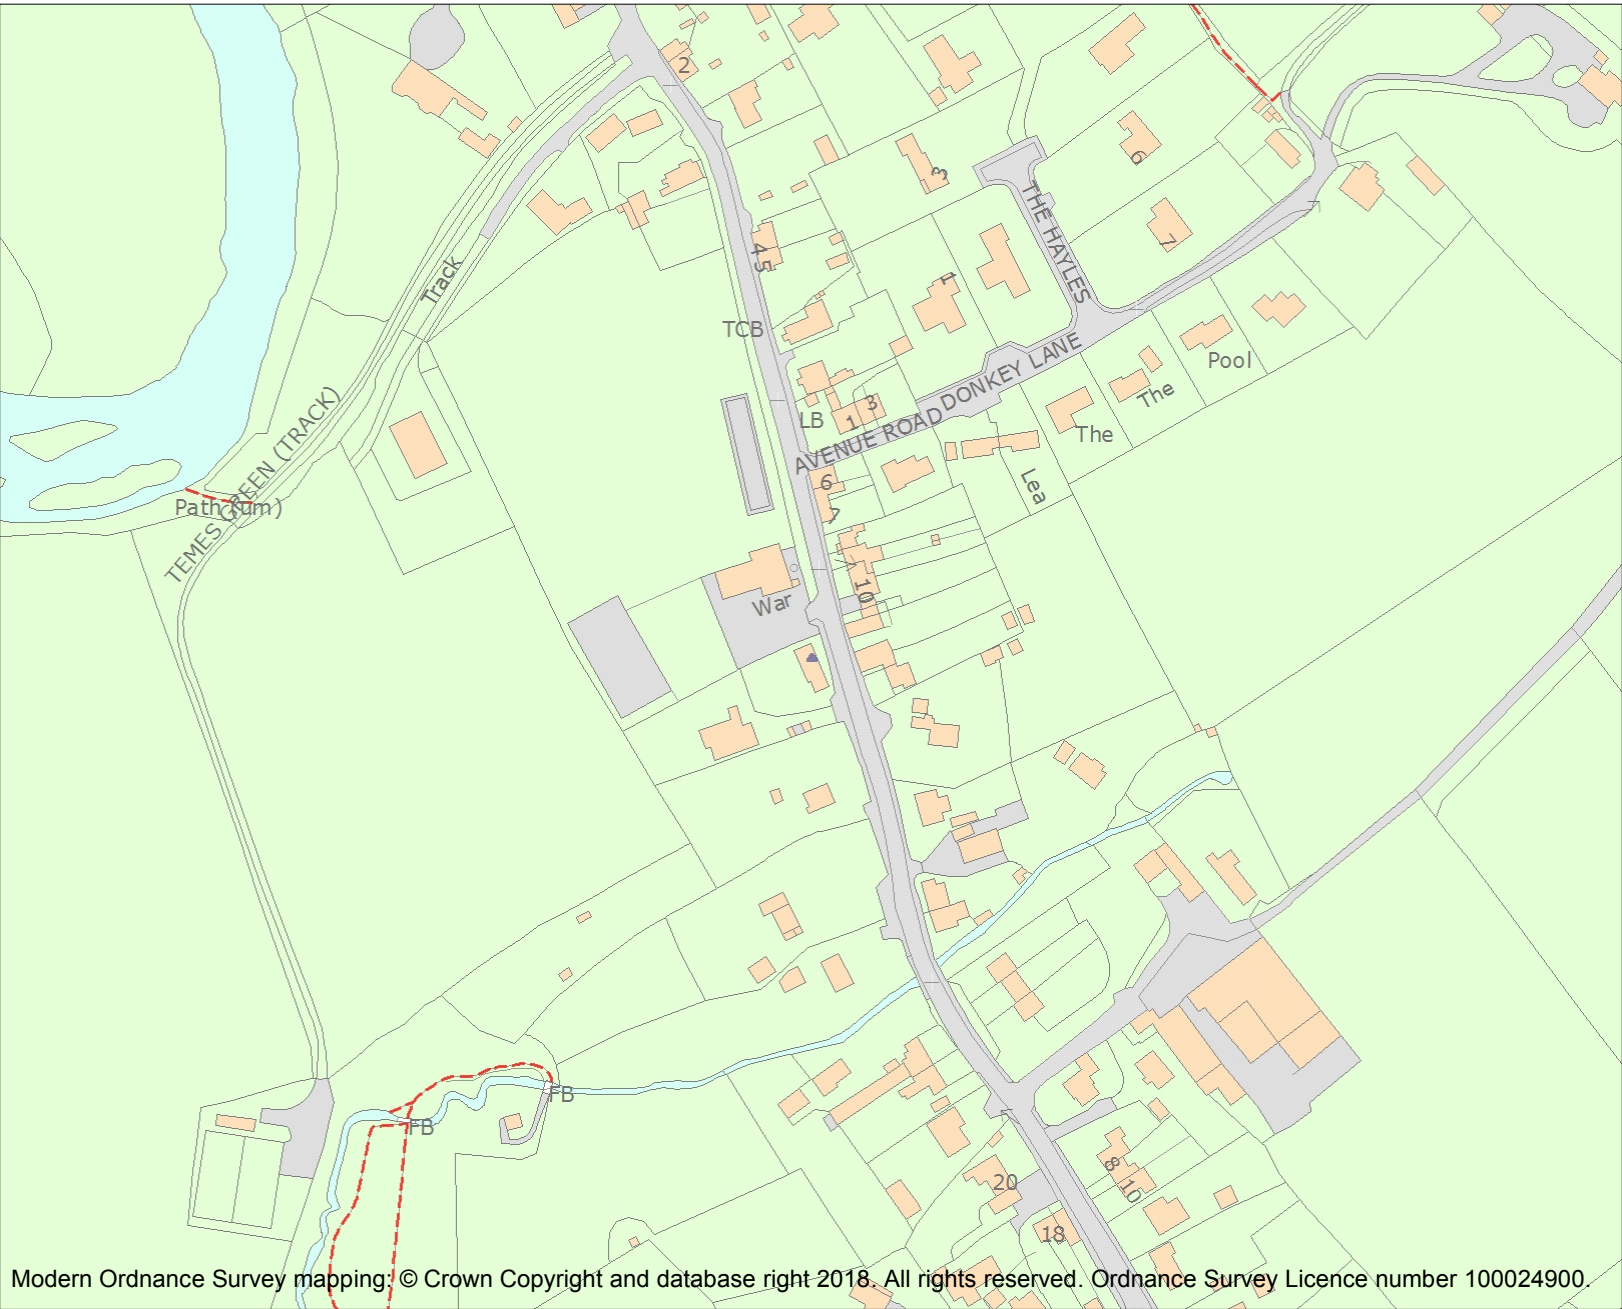 2
3
6
THE HAYLES
7
4
5
1
Track
TCB
DONKEY LANE
Pool
The
3
1
LB
AVENUE ROAD
The
TEMES GREEN (TRACK)
Path (um)
6
7
Lea
7
10
War
FB
FB
8
10
20
18
Modern Ordnance Survey mapping: © Crown Copyright and database right 2018. All rights reserved. Ordnance Survey Licence number 100024900.